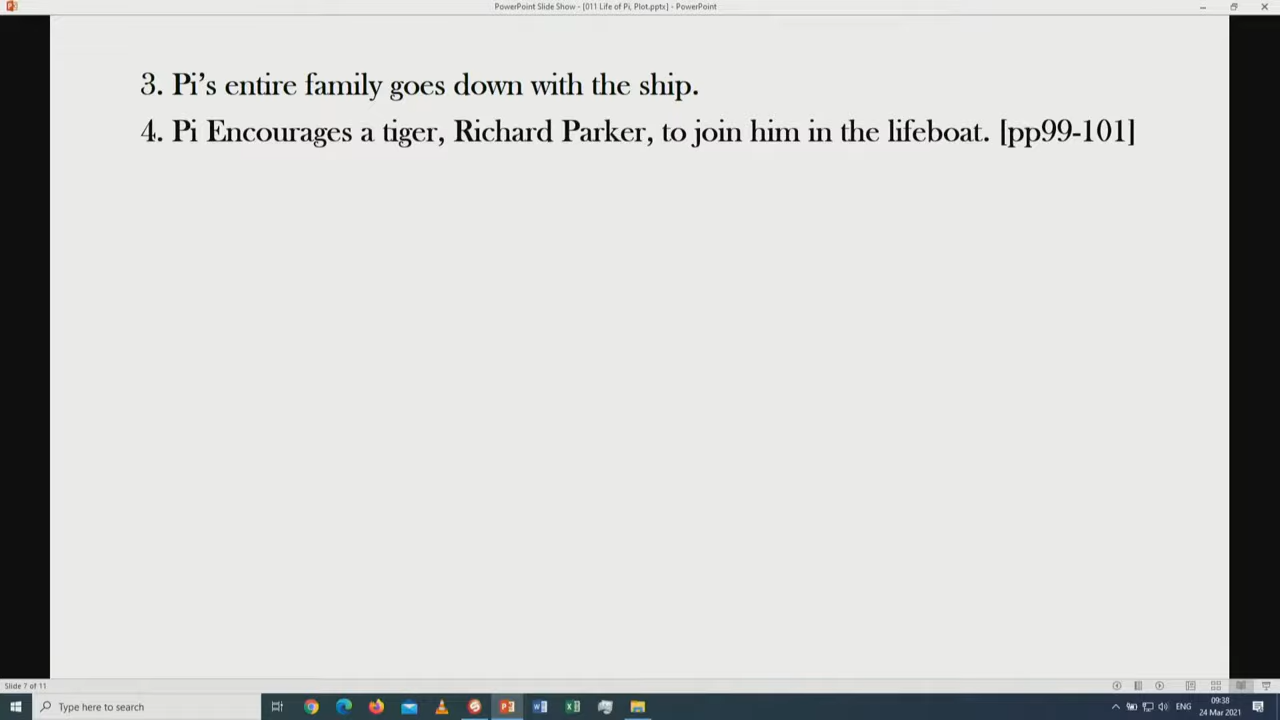 PowerPoint Slide Show - [011 Life of Pi, Plot.pptx] - PowerPoint
3. Pi’s entire family goes down with the ship.
4. Pi Encourages a tiger, Richard Parker, to join him in the lifeboat. [pp99-101]
Slide 7 of 11
Type here to search
ENG
09:38
24 Mar 2021